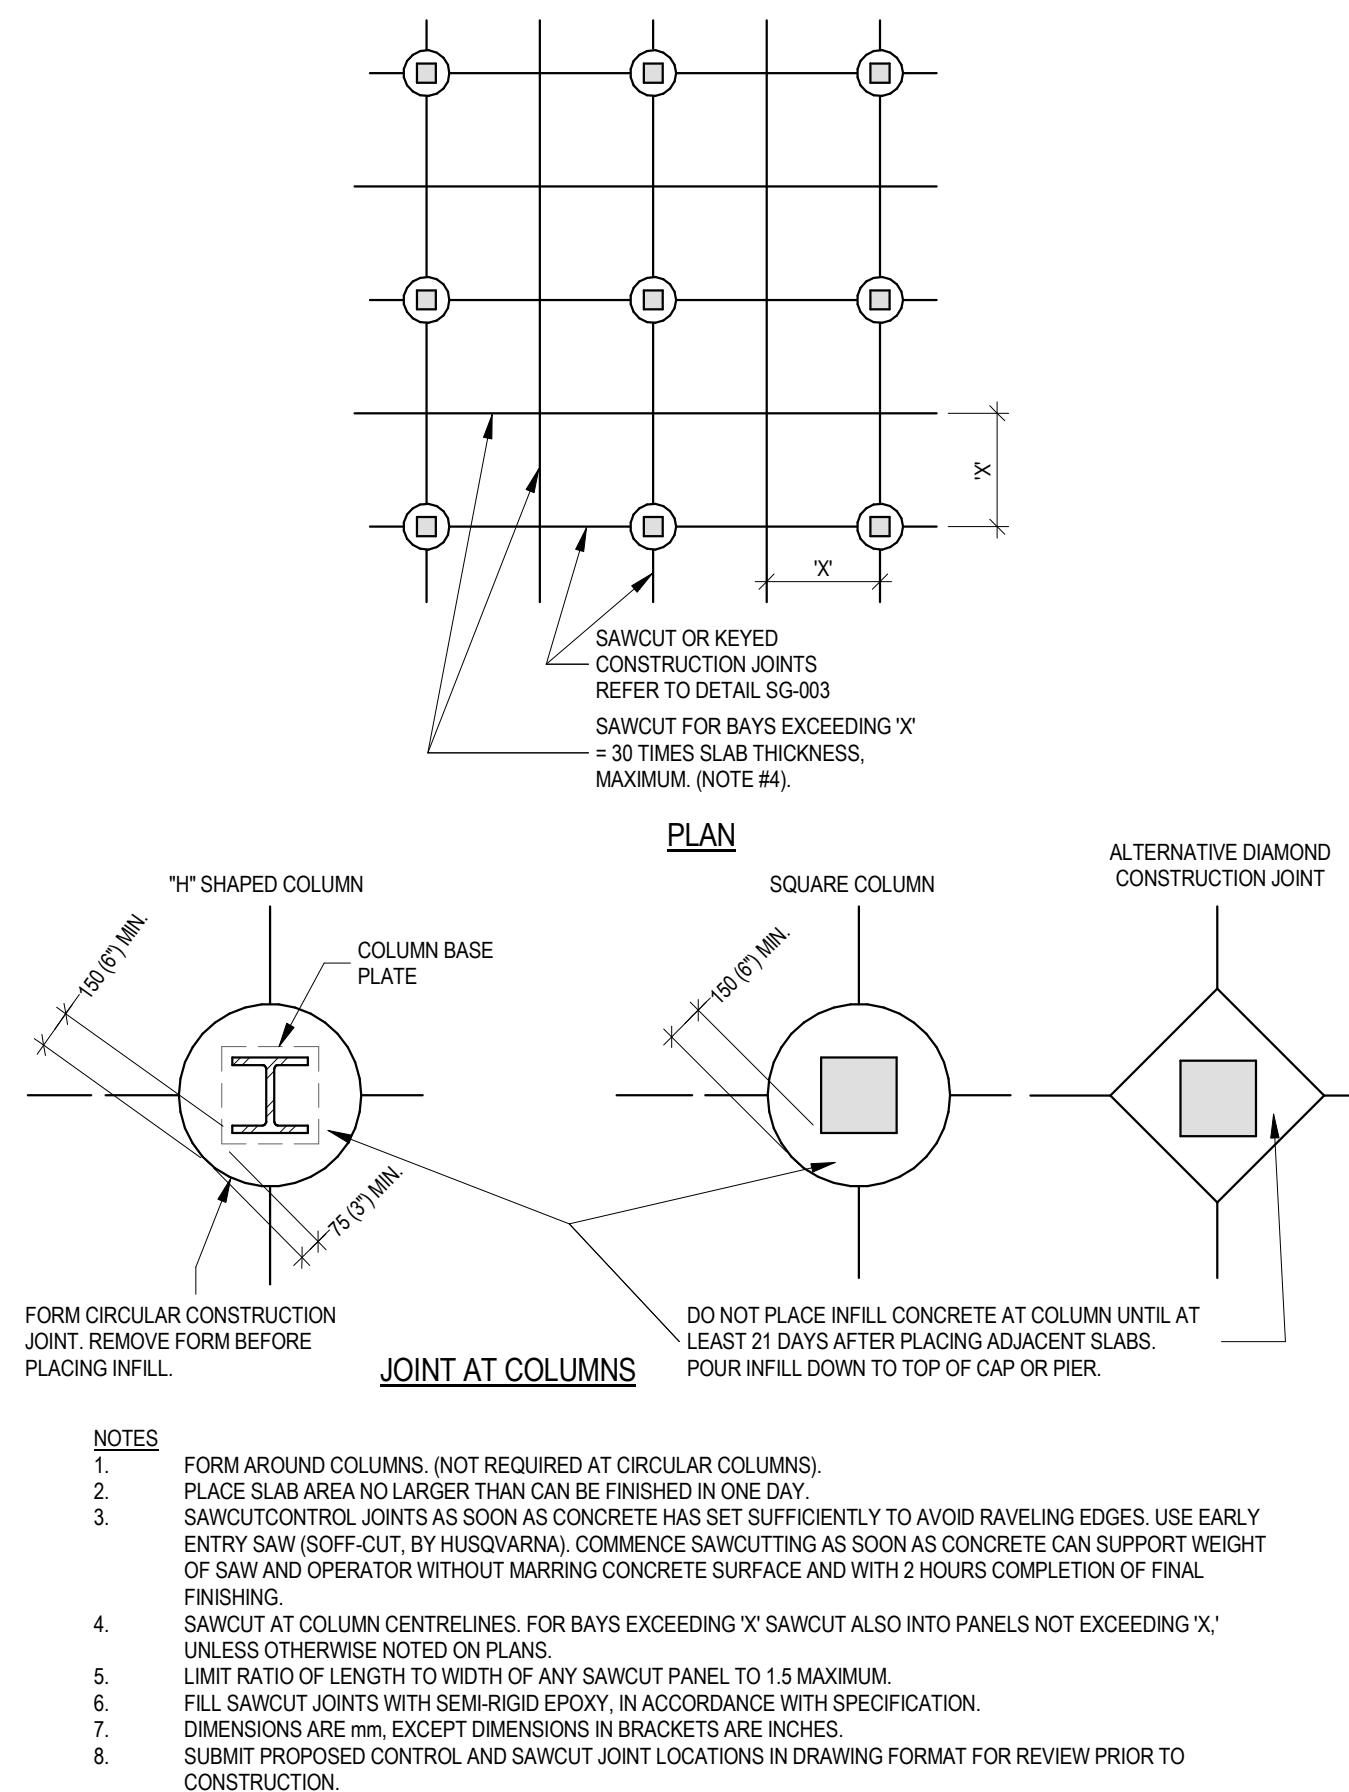 'X'
'X'
SAWCUT OR KEYED
CONSTRUCTION JOINTS
REFER TO DETAIL SG-003
SAWCUT FOR BAYS EXCEEDING 'X'
= 30 TIMES SLAB THICKNESS,
MAXIMUM. (NOTE #4).
PLAN
"H" SHAPED COLUMN
150 (6") MIN.
COLUMN BASE
PLATE
75 (3") MIN.
SQUARE COLUMN
150 (6") MIN.
ALTERNATIVE DIAMOND
CONSTRUCTION JOINT
FORM CIRCULAR CONSTRUCTION
JOINT. REMOVE FORM BEFORE
PLACING INFILL.
DO NOT PLACE INFILL CONCRETE AT COLUMN UNTIL AT
LEAST 21 DAYS AFTER PLACING ADJACENT SLABS.
POUR INFILL DOWN TO TOP OF CAP OR PIER.
JOINT AT COLUMNS
NOTES
1. FORM AROUND COLUMNS. (NOT REQUIRED AT CIRCULAR COLUMNS).
2. PLACE SLAB AREA NO LARGER THAN CAN BE FINISHED IN ONE DAY.
3. SAWCUTCONTROL JOINTS AS SOON AS CONCRETE HAS SET SUFFICIENTLY TO AVOID RAVELING EDGES. USE EARLY
ENTRY SAW (SOFF-CUT, BY HUSQVARNA). COMMENCE SAWCUTTING AS SOON AS CONCRETE CAN SUPPORT WEIGHT
OF SAW AND OPERATOR WITHOUT MARRING CONCRETE SURFACE AND WITH 2 HOURS COMPLETION OF FINAL
FINISHING.
4. SAWCUT AT COLUMN CENTRELINES. FOR BAYS EXCEEDING 'X' SAWCUT ALSO INTO PANELS NOT EXCEEDING 'X,'
UNLESS OTHERWISE NOTED ON PLANS.
5. LIMIT RATIO OF LENGTH TO WIDTH OF ANY SAWCUT PANEL TO 1.5 MAXIMUM.
6. FILL SAWCUT JOINTS WITH SEMI-RIGID EPOXY, IN ACCORDANCE WITH SPECIFICATION.
7. DIMENSIONS ARE mm, EXCEPT DIMENSIONS IN BRACKETS ARE INCHES.
8. SUBMIT PROPOSED CONTROL AND SAWCUT JOINT LOCATIONS IN DRAWING FORMAT FOR REVIEW PRIOR TO
CONSTRUCTION.